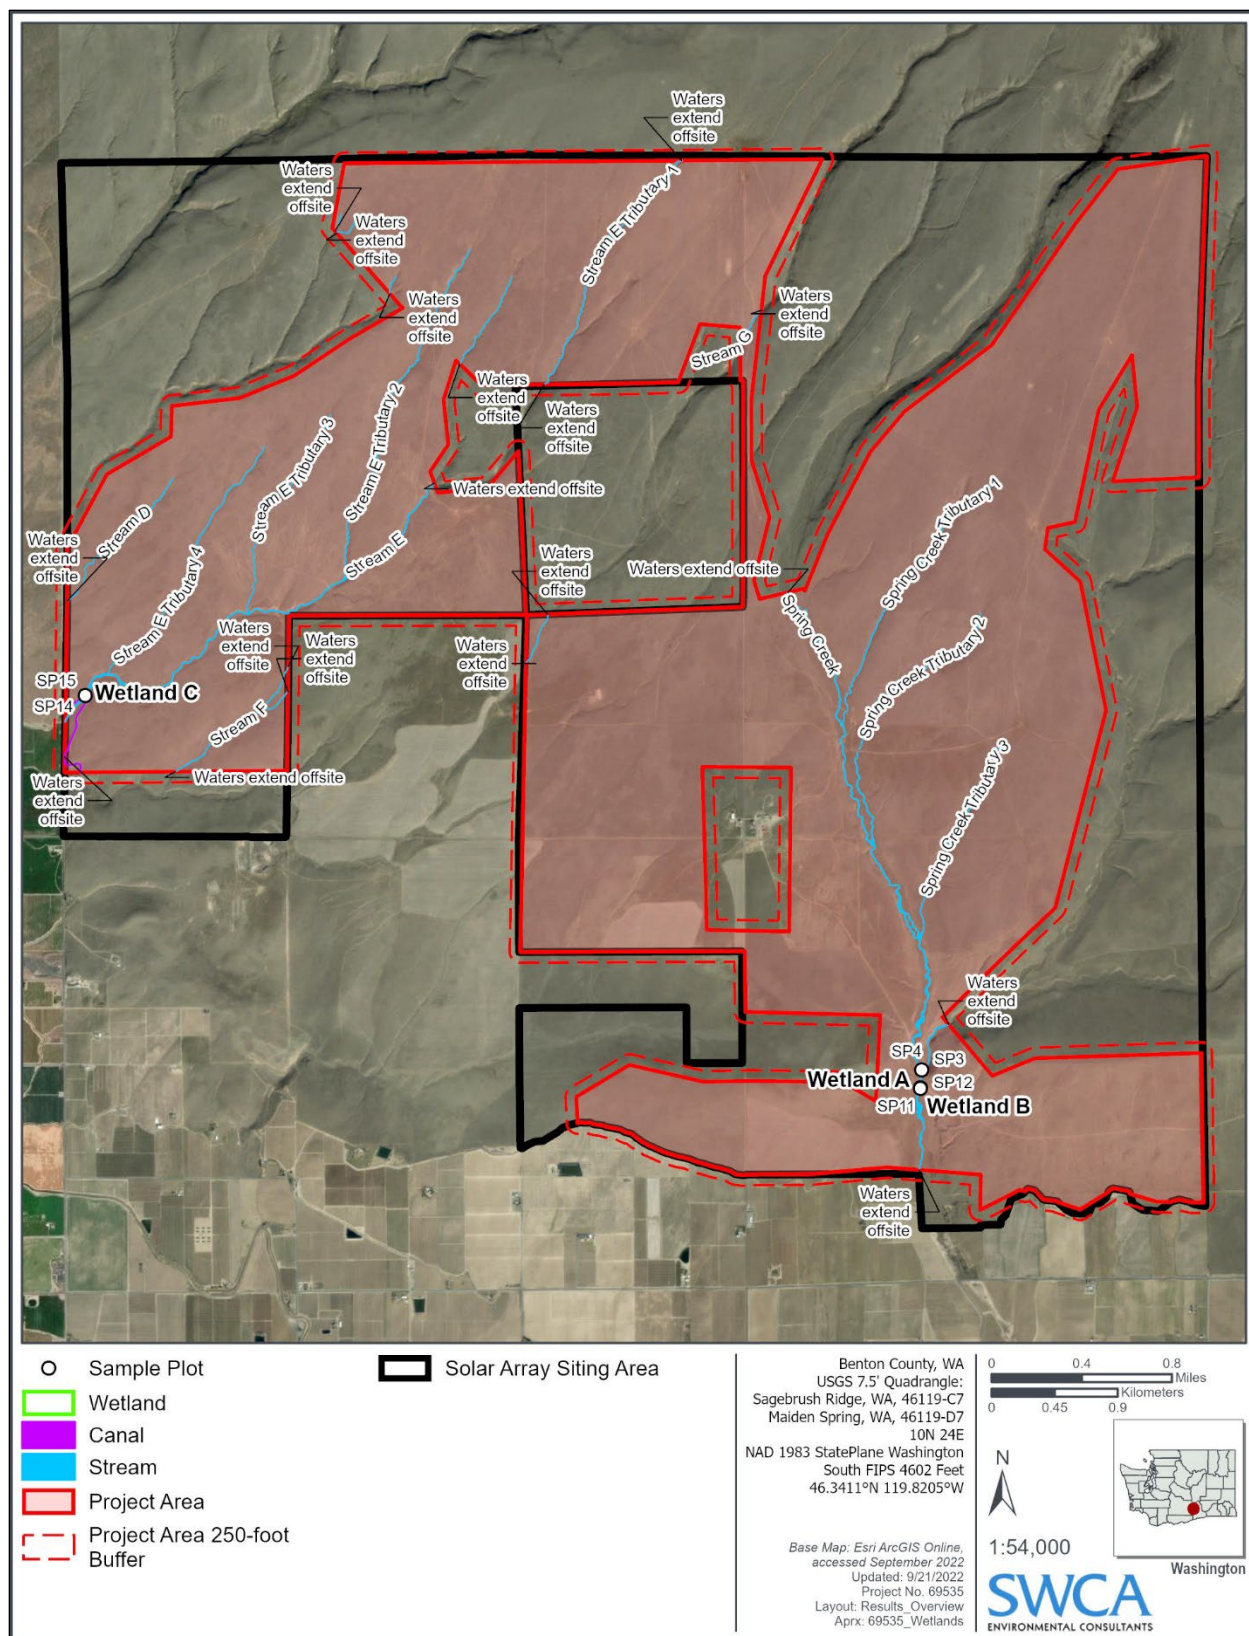 Waters
extend
offsite
Waters
extend
offsite
Waters
extend
offsite
Stream E Tributary 1
Waters
extend
offsite
Waters
extend
offsite
Stream G
Stream E Tributary 2
Waters
extend
offsite
Waters
extend
offsite
Stream E Tributary 3
Waters extend offsite
Stream D
Stream E
Waters
extend
offsite
Waters
extend
offsite
Waters extend offsite
Spring Creek Tributary 1
Stream E Tributary 4
Spring Creek
Spring Creek Tributary 2
Waters
extend
offsite
Waters
extend
offsite
Waters
extend
offsite
SP15
Wetland C
SP14
Stream F
Waters extend offsite
Waters
extend
offsite
Spring Creek Tributary 3
Waters
extend
offsite
SP4
SP3
Wetland A
SP12
SP11
Wetland B
Waters
extend
offsite
Sample Plot
Wetland
Canal
Stream
Project Area
Project Area 250-foot
Buffer
Solar Array Siting Area
Benton County, WA
USGS 7.5' Quadrangle:
Sagebrush Ridge, WA, 46119-C7
Maiden Spring, WA, 46119-D7
10N 24E
NAD 1983 StatePlane Washington
South FIPS 4602 Feet
46.3411°N 119.8205°W
Base Map: Esri ArcGIS Online,
accessed September 2022
Updated: 9/21/2022
Project No. 69535
Layout: Results_Overview
Aprx: 69535_Wetlands
0 0.4 0.8
Miles
Kilometers
0 0.45 0.9
N
1:54,000
Washington
SWCA
ENVIRONMENTAL CONSULTANTS